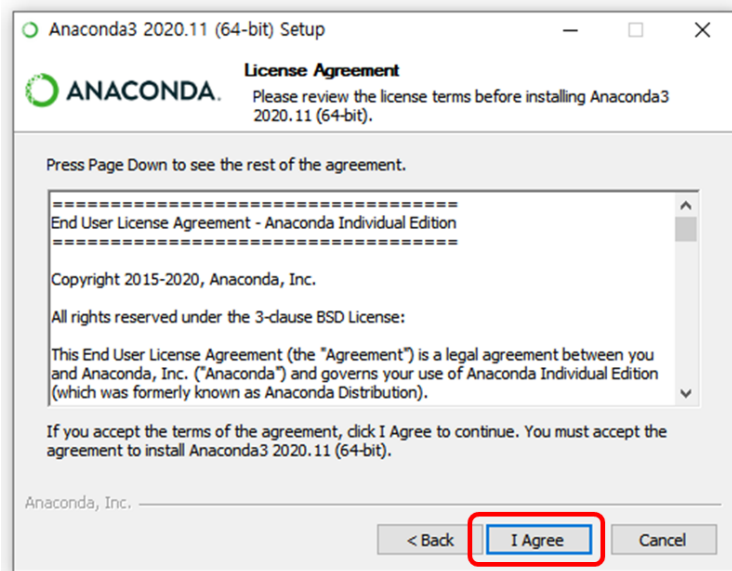 Anaconda3 2020.11 (64-bit) Setup
ANACONDA.
License Agreement
Please review the license terms before installing Anaconda3
2020.11 (64-bit).
Press Page Down to see the rest of the agreement.
===================================
End User License Agreement - Anaconda Individual Edition
===================================
Copyright 2015-2020, Anaconda, Inc.
All rights reserved under the 3-clause BSD License:
This End User License Agreement (the "Agreement") is a legal agreement between you
and Anaconda, Inc. ("Anaconda") and governs your use of Anaconda Individual Edition
(which was formerly known as Anaconda Distribution).
If you accept the terms of the agreement, click I Agree to continue. You must accept the
agreement to install Anaconda3 2020.11 (64-bit).
Anaconda, Inc.
< Back
I Agree
Cancel